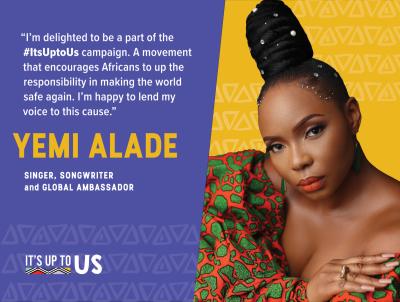 “I’m delighted to be a part of the
#ItsUptoUs campaign. A movement
that encourages Africans to up the
responsibility in making the world
safe again. I’m happy to lend my
voice to this cause.”
YEMI ALADE
SINGER, SONGWRITER
and GLOBAL AMBASSADOR
IT’S UP TO US